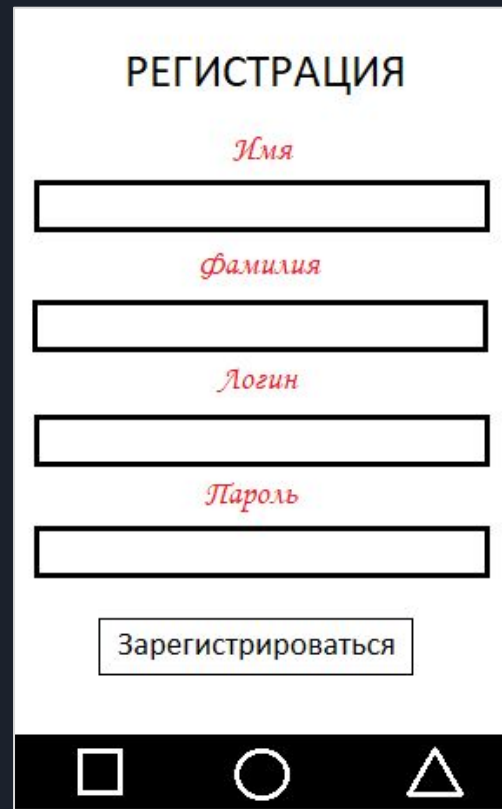 РЕГИСТРАЦИЯ
Имя
Фамилия
Логин
Пароль
Зарегистрироваться